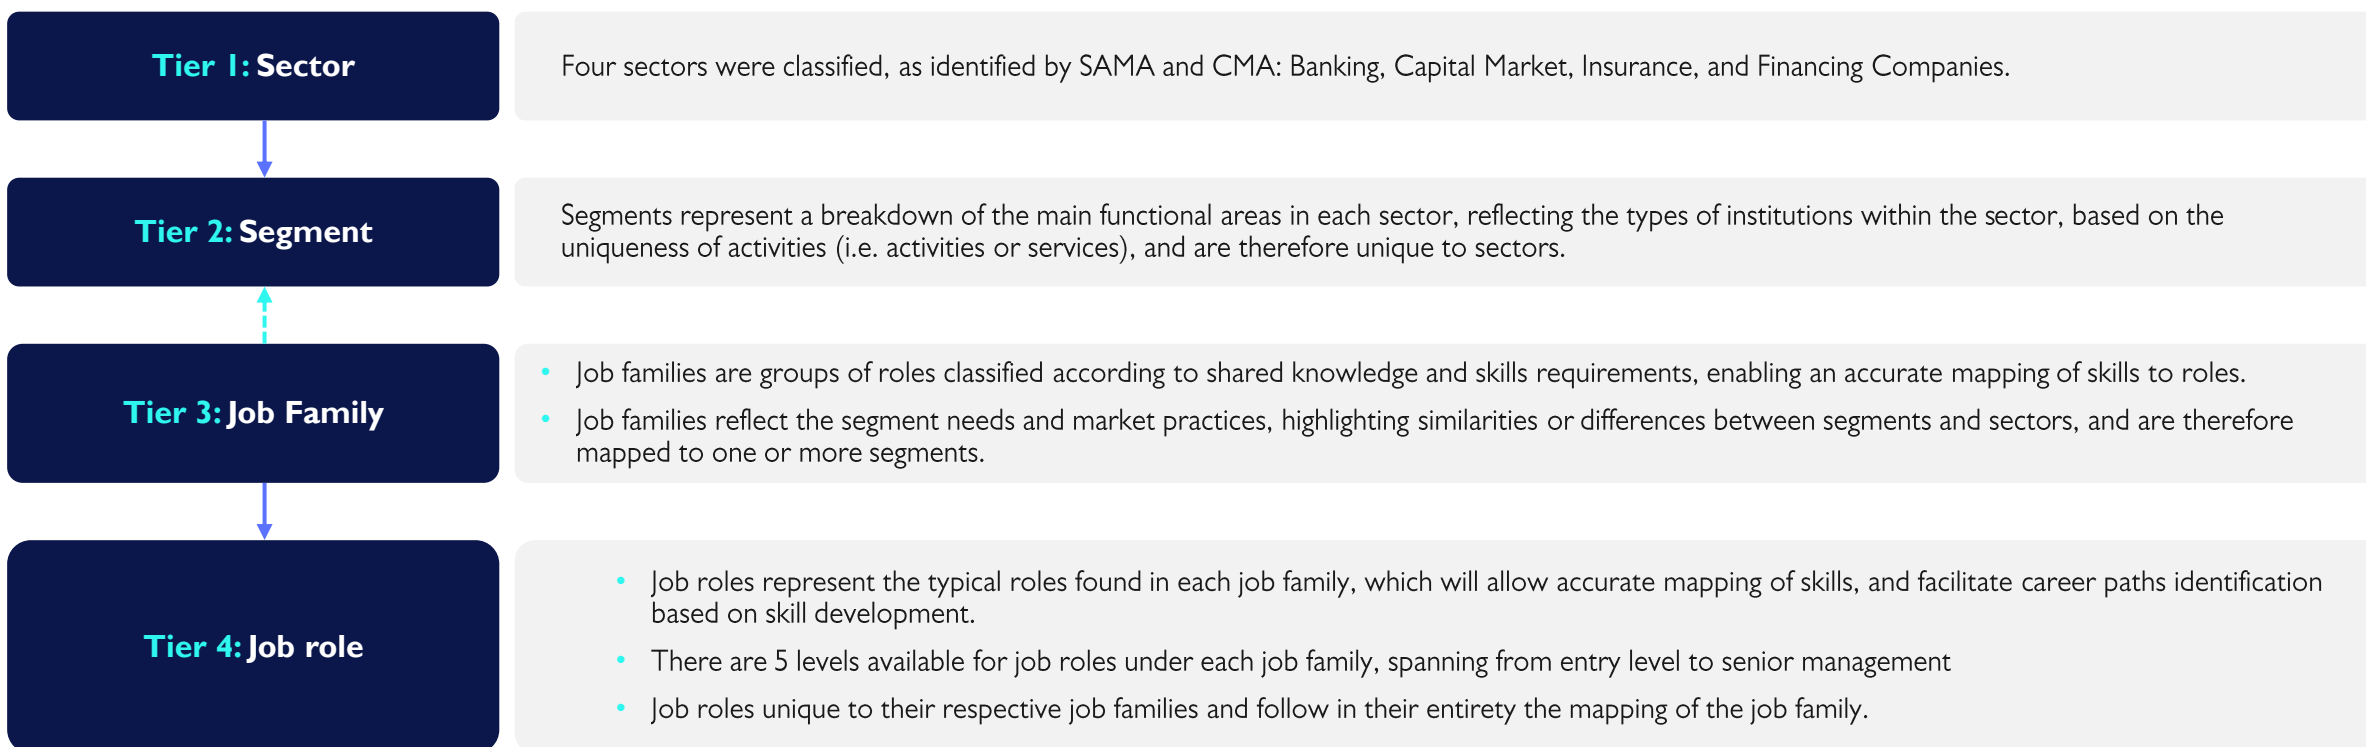 Tier 1: Sector
Four sectors were classified, as identified by SAMA and CMA: Banking, Capital Market, Insurance, and Financing Companies.
Tier 2: Segment
Segments represent a breakdown of the main functional areas in each sector, reflecting the types of institutions within the sector, based on the
uniqueness of activities (i.e. activities or services), and are therefore unique to sectors.
Tier 3: Job Family
• Job families are groups of roles classified according to shared knowledge and skills requirements, enabling an accurate mapping of skills to roles.
• Job families reflect the segment needs and market practices, highlighting similarities or differences between segments and sectors, and are therefore
mapped to one or more segments.
Tier 4: Job role
• Job roles represent the typical roles found in each job family, which will allow accurate mapping of skills, and facilitate career paths identification
based on skill development.
• There are 5 levels available for job roles under each job family, spanning from entry level to senior management
• Job roles unique to their respective job families and follow in their entirety the mapping of the job family.